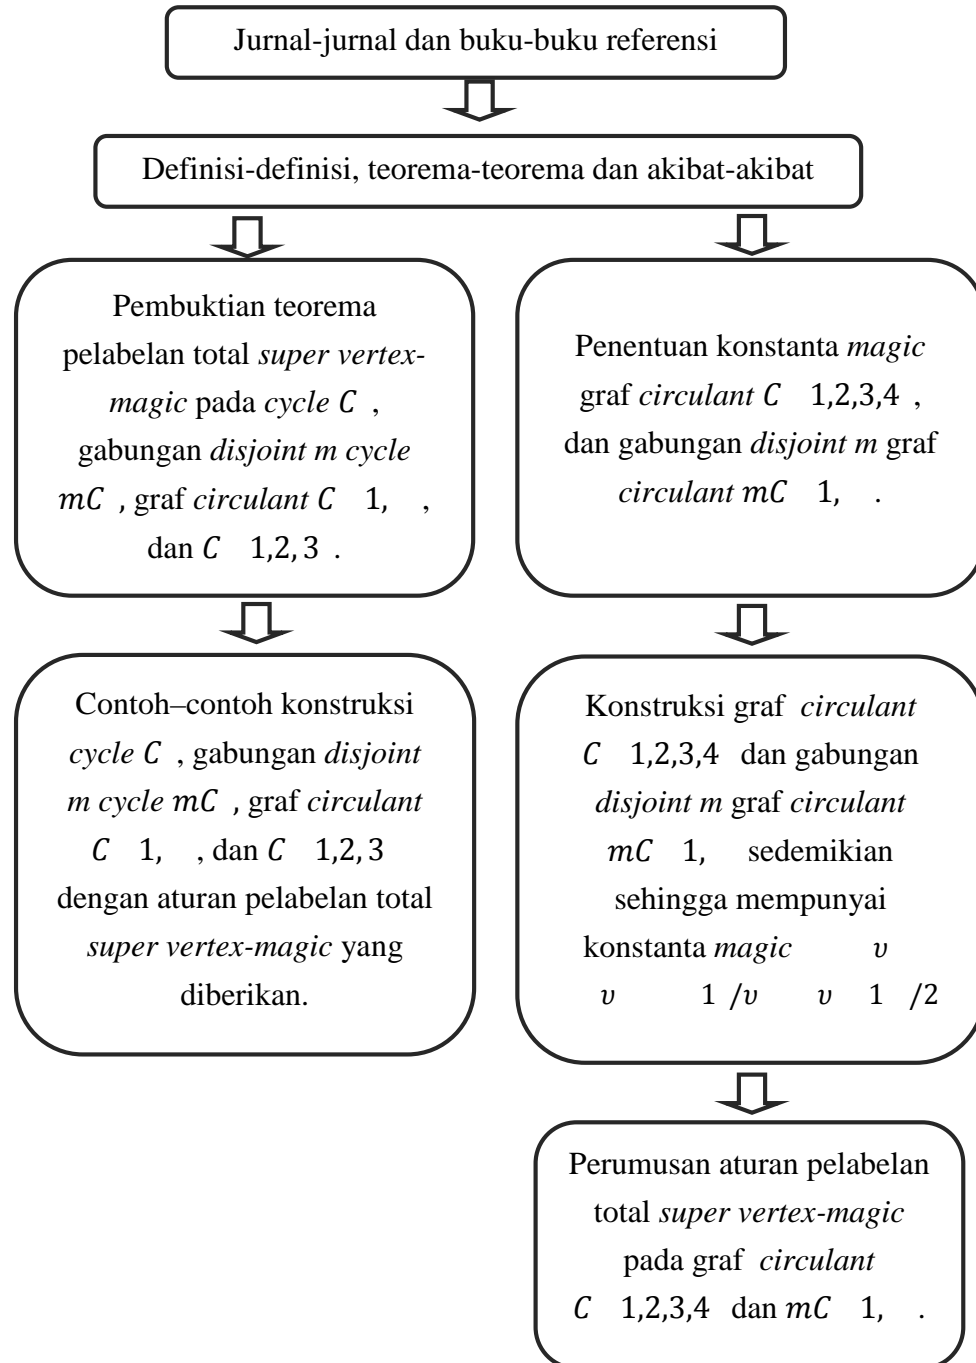 Jurnal-jurnal dan buku-buku referensi
Definisi-definisi, teorema-teorema dan akibat-akibat
Pembuktian teorema
pelabelan total super vertex-
magic pada cycle C ,
gabungan disjoint m cycle
mC , graf circulant C 1, ,
dan C 1,2,3 .
Penentuan konstanta magic
graf circulant C 1,2,3,4 ,
dan gabungan disjoint m graf
circulant mC 1, .
Contoh–contoh konstruksi
cycle C , gabungan disjoint
m cycle mC , graf circulant
C 1, , dan C 1,2,3
dengan aturan pelabelan total
super vertex-magic yang
diberikan.
Konstruksi graf circulant
C 1,2,3,4 dan gabungan
disjoint m graf circulant
mC 1, sedemikian
sehingga mempunyai
konstanta magic υ
υ 1 /υ υ 1 /2
Perumusan aturan pelabelan
total super vertex-magic
pada graf circulant
C 1,2,3,4 dan mC 1, .